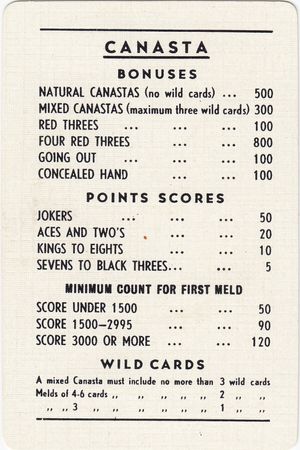 CANASTA
BONUSES
NATURAL CANASTAS (no wild cards) ... 500
MIXED CANASTAS (maximum three wild cards) 300
RED THREES ... ... ... 100
FOUR RED THREES ... ... 800
GOING OUT ... ... ... 100
CONCEALED HAND ... ... 100
POINTS SCORES
JOKERS ... ... ... 50
ACES AND TWO'S ... ... 20
KINGS TO EIGHTS ... ... 10
SEVENS TO BLACK THREES... ... 5
MINIMUM COUNT FOR FIRST MELD
SCORE UNDER 1500 ... ... 50
SCORE 1500–2995 ... ... 90
SCORE 3000 OR MORE ... ... 120
WILD CARDS
A mixed Canasta must include no more than 3 wild cards
Melds of 4-6 cards „ „ „ „ „ 2 „ „
„ „ 3 „ „ „ „ „ „ 1 „ „